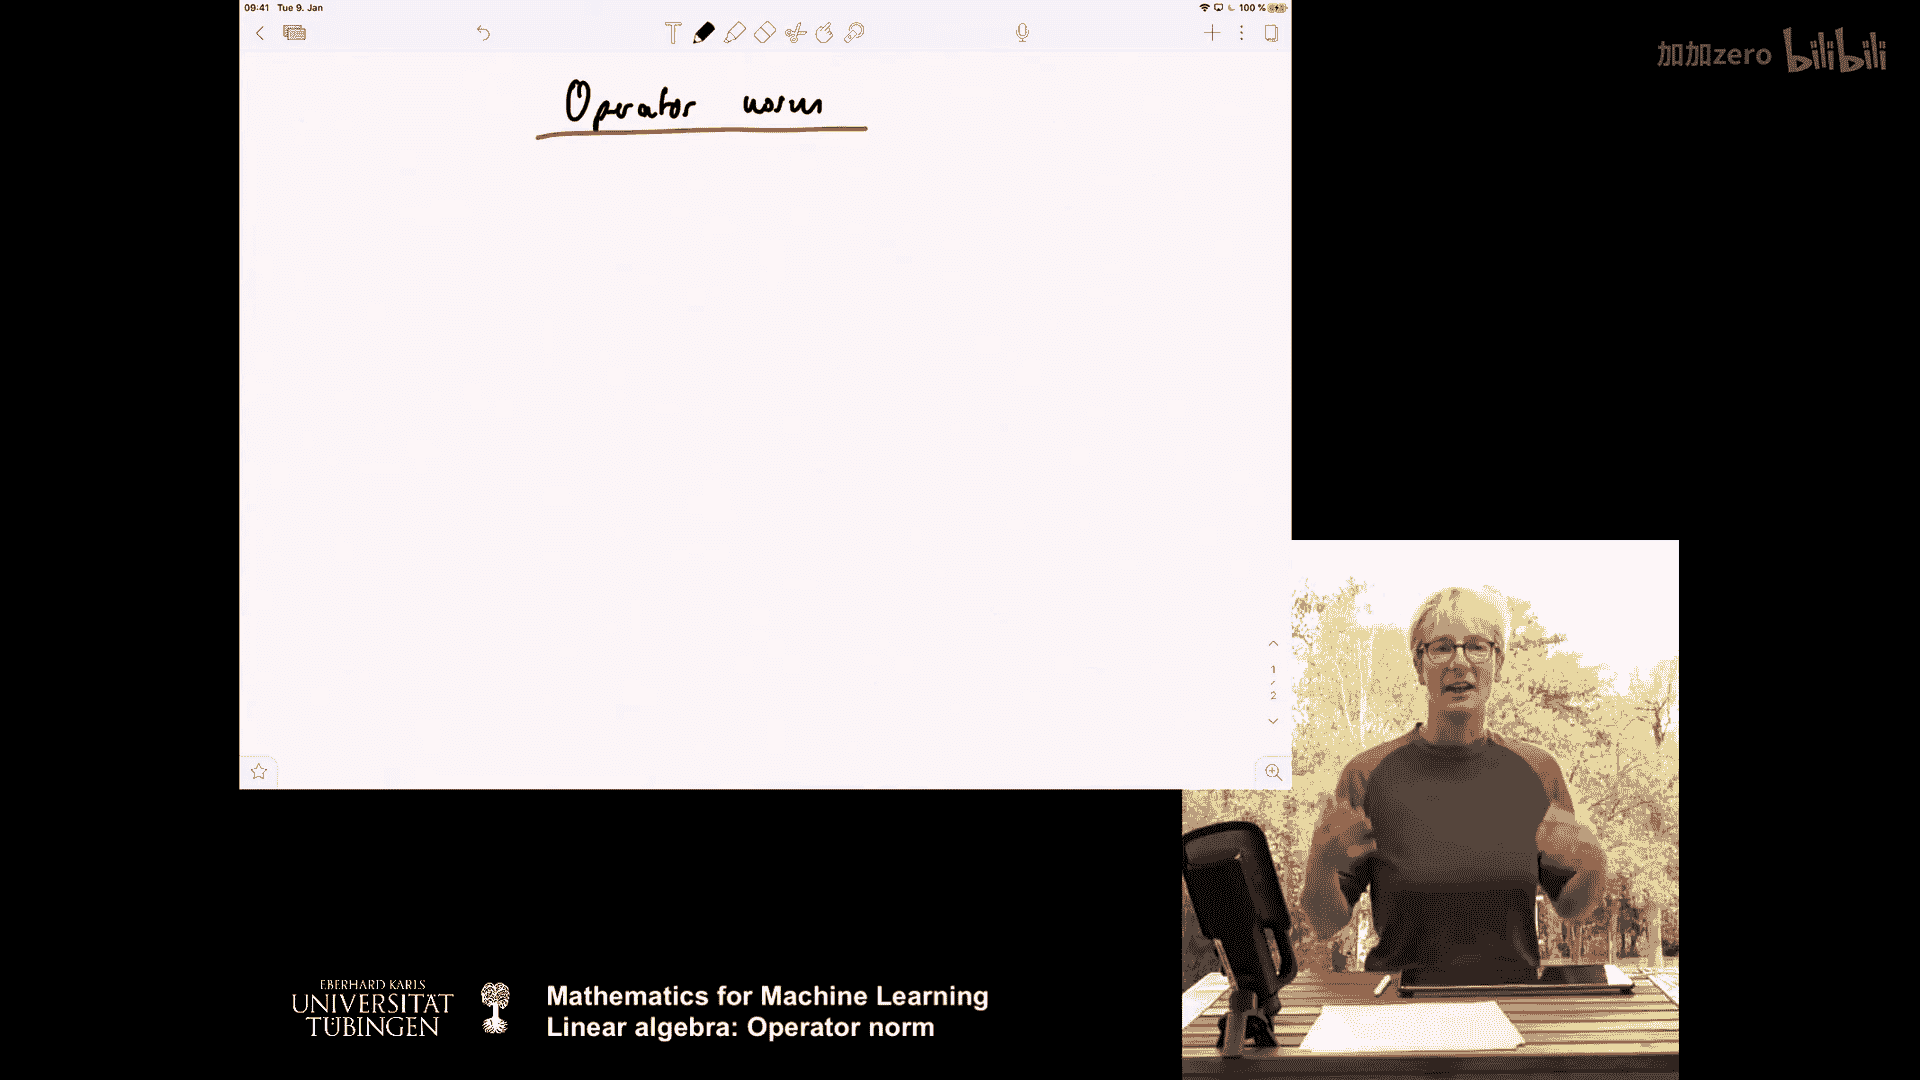 09:41 Tue 9. Jan
100 %
加加zero bilibili
Operator norm
1
2
EBERHARD KARLS
UNIVERSITÄT
TÜBINGEN
Mathematics for Machine Learning
Linear algebra: Operator norm